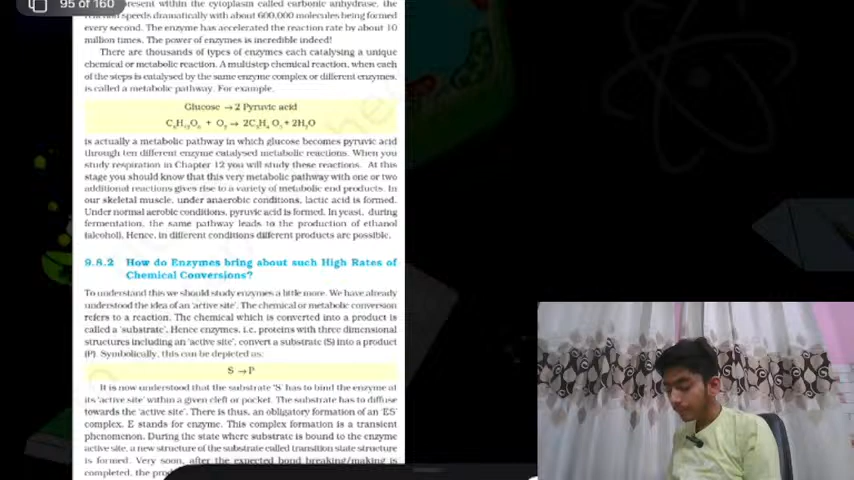 95 of 160
present within the cytoplasm called carbonic anhydrase, the
reaction speeds dramatically with about 600,000 molecules being formed
every second. The enzyme has accelerated the reaction rate by about 10
million times. The power of enzymes is incredible indeed!
There are thousands of types of enzymes each catalysing a unique
chemical or metabolic reaction. A multistep chemical reaction, when each
of the steps is catalysed by the same enzyme complex or different enzymes,
is called a metabolic pathway. For example,
Glucose → 2 Pyruvic acid
C₆H₁₂O₆ + O₂ → 2C₃H₄ O₃ + 2H₂O
is actually a metabolic pathway in which glucose becomes pyruvic acid
through ten different enzyme catalysed metabolic reactions. When you
study respiration in Chapter 12 you will study these reactions. At this
stage you should know that this very metabolic pathway with one or two
additional reactions gives rise to a variety of metabolic end products. In
our skeletal muscle, under anaerobic conditions, lactic acid is formed.
Under normal aerobic conditions, pyruvic acid is formed. In yeast, during
fermentation, the same pathway leads to the production of ethanol
(alcohol). Hence, in different conditions different products are possible.
9.8.2 How do Enzymes bring about such High Rates of
Chemical Conversions?
To understand this we should study enzymes a little more. We have already
understood the idea of an 'active site'. The chemical or metabolic conversion
refers to a reaction. The chemical which is converted into a product is
called a 'substrate'. Hence enzymes, i.e. proteins with three dimensional
structures including an 'active site', convert a substrate (S) into a product
(P). Symbolically, this can be depicted as:
S → P
It is now understood that the substrate 'S' has to bind the enzyme at
its 'active site' within a given cleft or pocket. The substrate has to diffuse
towards the 'active site'. There is thus, an obligatory formation of an 'ES'
complex. E stands for enzyme. This complex formation is a transient
phenomenon. During the state where substrate is bound to the enzyme
active site, a new structure of the substrate called transition state structure
is formed. Very soon, after the expected bond breaking/making is
completed, the